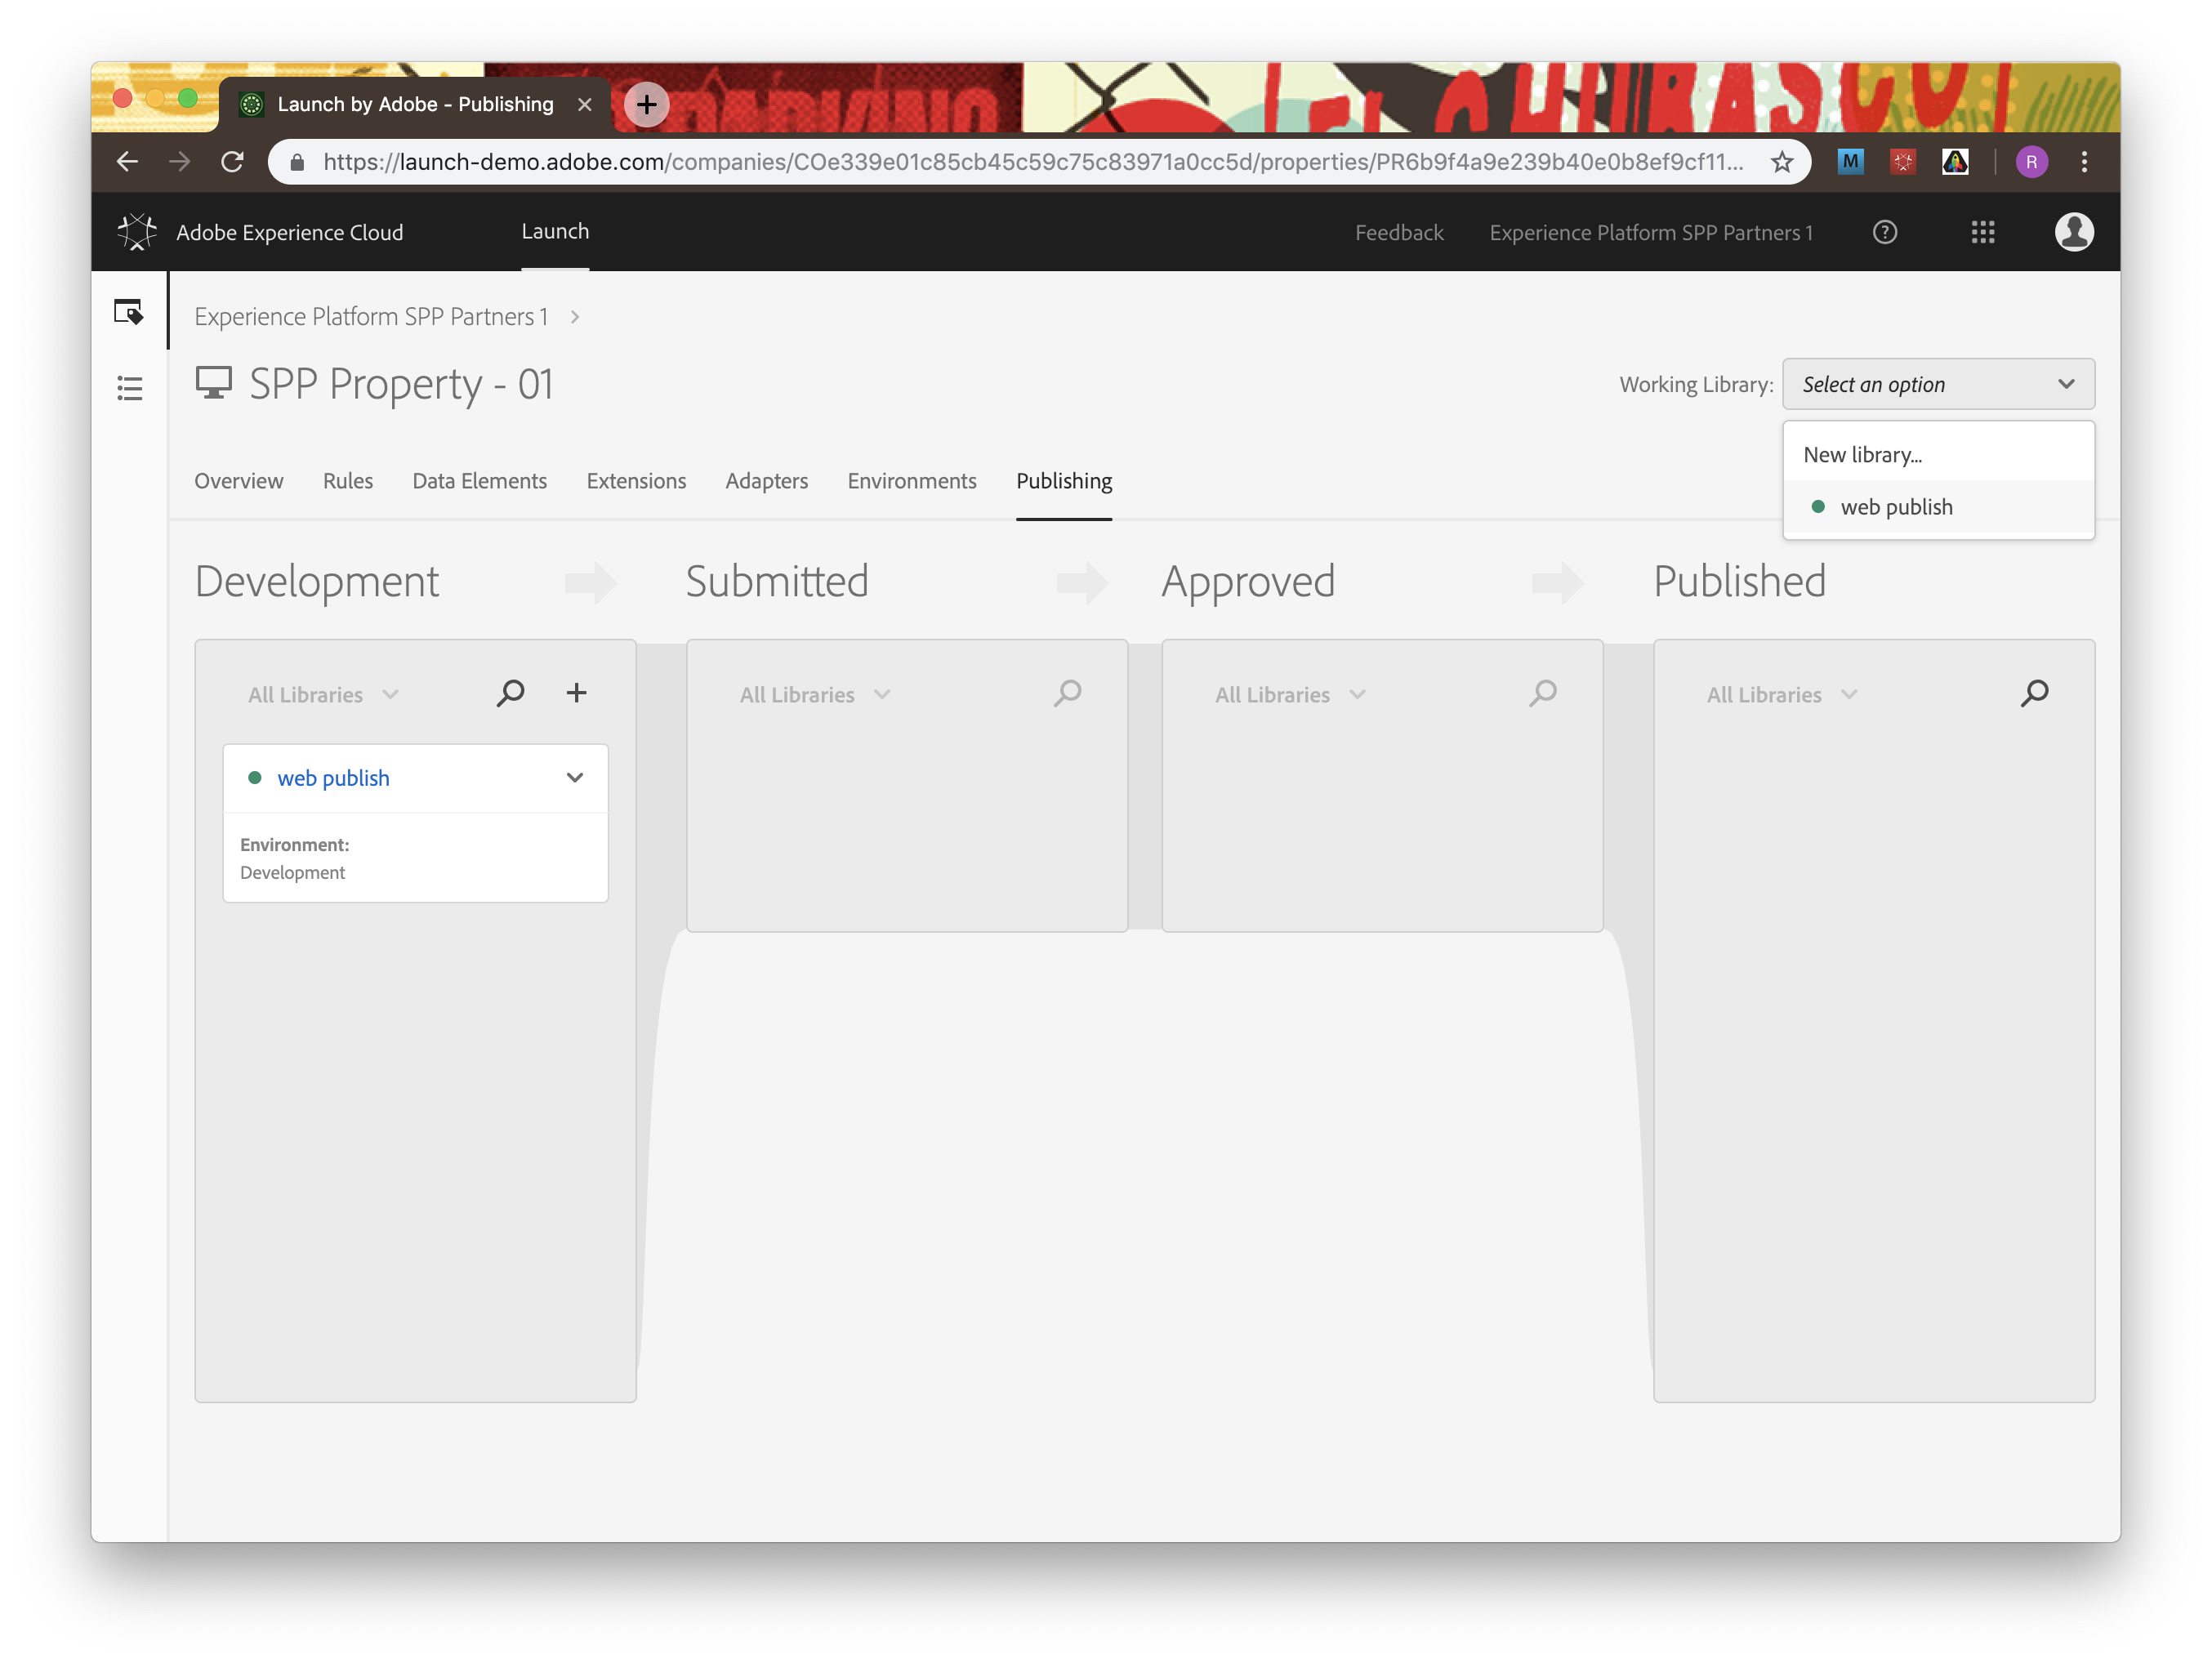 Launch by Adobe - Publishing
https://launch-demo.adobe.com/companies/COe339e01c85cb45c59c75c83971a0cc5d/properties/PR6b9f4a9e239b40e0b8ef9cf11...
M
R
Adobe Experience Cloud
Launch
Feedback
Experience Platform SPP Partners 1
Experience Platform SPP Partners 1
SPP Property - 01
Working Library:
Select an option
New library...
web publish
Overview
Rules
Data Elements
Extensions
Adapters
Environments
Publishing
Development
Submitted
Approved
Published
All Libraries
All Libraries
All Libraries
All Libraries
web publish
Environment:
Development